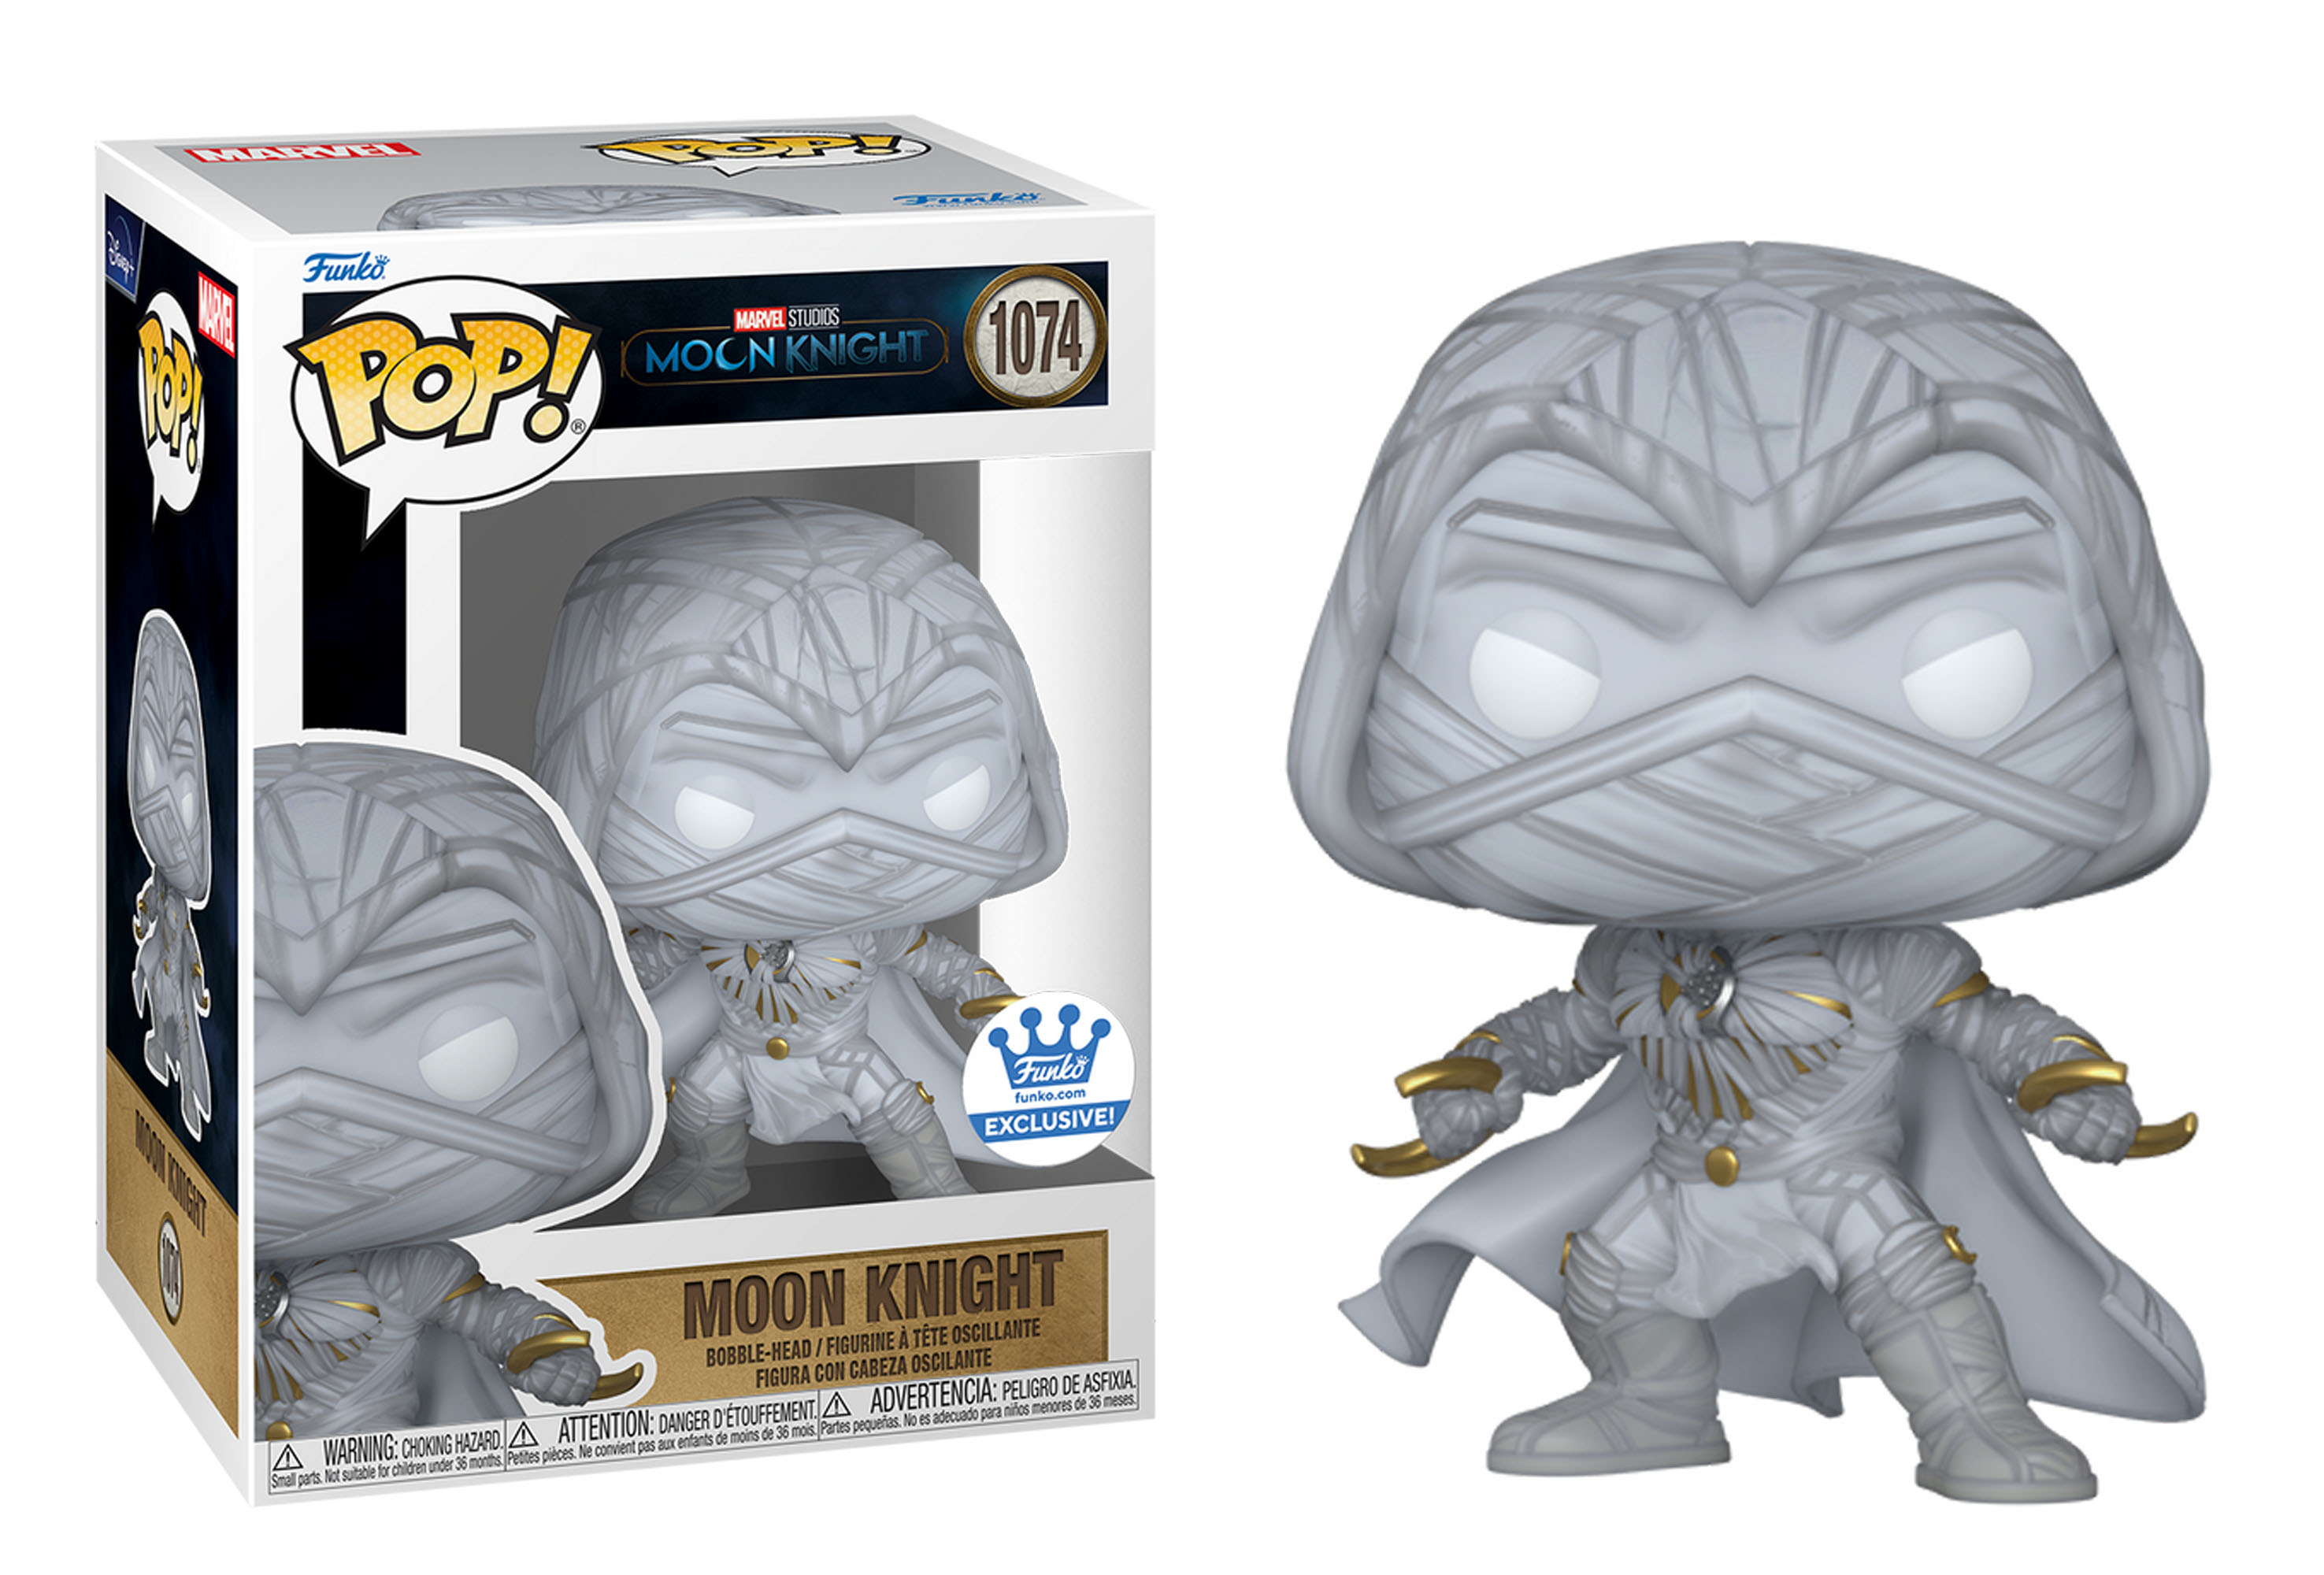 MARVEL
POP!
Funko
Disney+
MARVEL
POP!
MOON KNIGHT
1074
Funko
POP!®
MARVEL STUDIOS
MOON KNIGHT
1074
Funko
funko.com
EXCLUSIVE!
MOON KNIGHT
BOBBLE-HEAD / FIGURINE À TÊTE OSCILLANTE
FIGURA CON CABEZA OSCILANTE
WARNING: CHOKING HAZARD.
Small parts. Not suitable for children under 36 months.
ATTENTION: DANGER D'ÉTOUFFEMENT.
Petites pièces. Ne convient pas aux enfants de moins de 36 mois.
ADVERTENCIA: PELIGRO DE ASFIXIA.
Partes pequeñas. No es adecuado para niños menores de 36 meses.